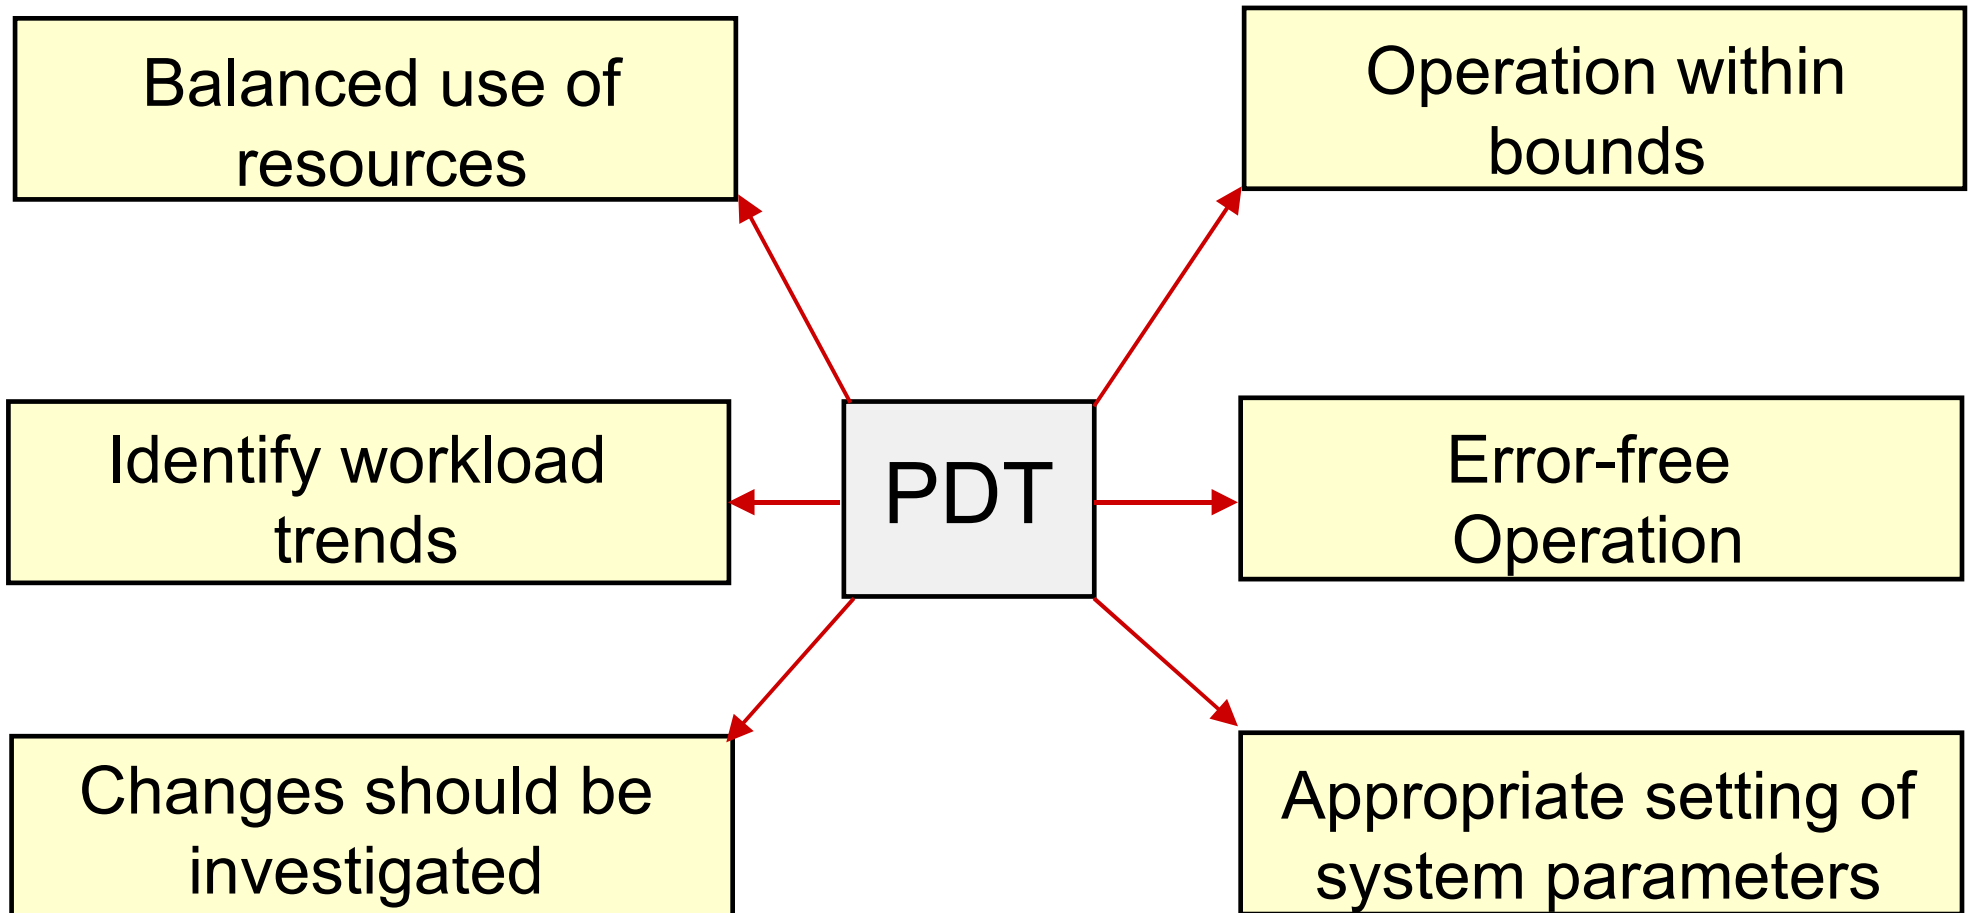 Balanced use of
resources
Operation within
bounds
Identify workload
trends
PDT
Error-free
Operation
Changes should be
investigated
Appropriate setting of
system parameters